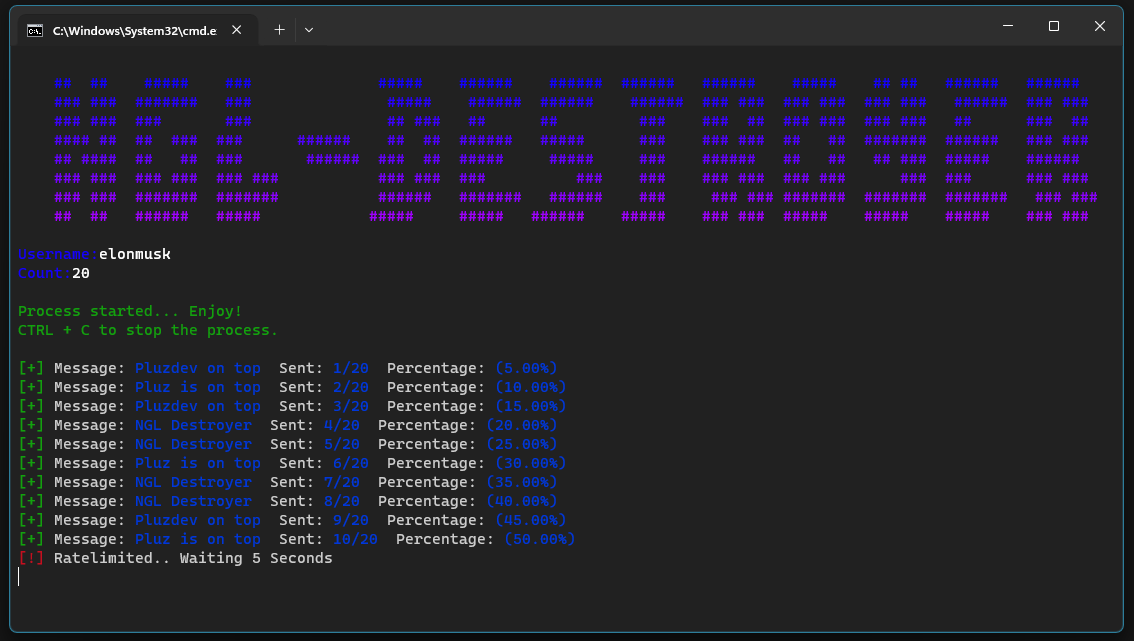 C:\Windows\System32\cmd.e
NGL-DESTROYER
Username:elonmusk
Count:20
Process started... Enjoy!
CTRL + C to stop the process.
[+] Message: Pluzdev on top  Sent: 1/20  Percentage: (5.00%)
[+] Message: Pluz is on top  Sent: 2/20  Percentage: (10.00%)
[+] Message: Pluzdev on top  Sent: 3/20  Percentage: (15.00%)
[+] Message: NGL Destroyer  Sent: 4/20  Percentage: (20.00%)
[+] Message: NGL Destroyer  Sent: 5/20  Percentage: (25.00%)
[+] Message: Pluz is on top  Sent: 6/20  Percentage: (30.00%)
[+] Message: NGL Destroyer  Sent: 7/20  Percentage: (35.00%)
[+] Message: NGL Destroyer  Sent: 8/20  Percentage: (40.00%)
[+] Message: Pluzdev on top  Sent: 9/20  Percentage: (45.00%)
[+] Message: Pluz is on top  Sent: 10/20  Percentage: (50.00%)
[!] Ratelimited.. Waiting 5 Seconds